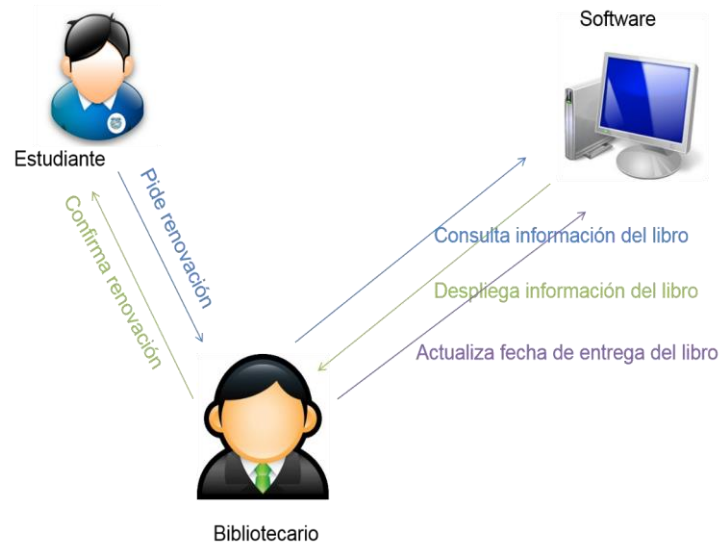 Software
Estudiante
Pide renovación
Confirma renovación
Consulta información del libro
Despliega información del libro
Actualiza fecha de entrega del libro
Bibliotecario